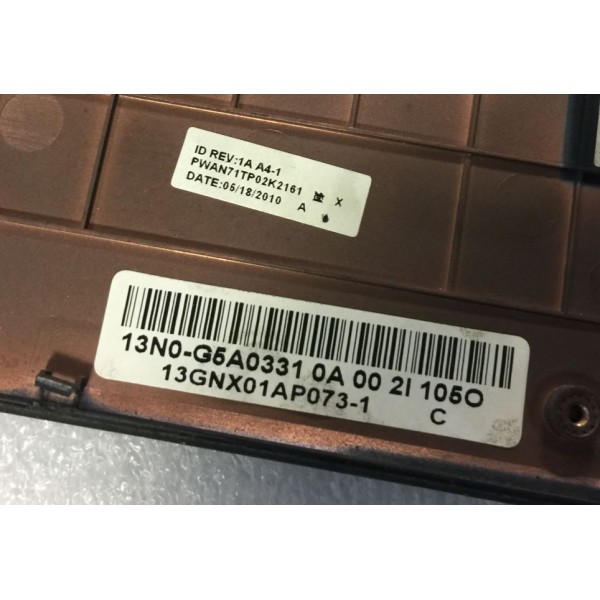 ID REV:1A A4-1
PWAN71TP02K2161
DATE:05/18/2010 A X
13N0-G5A0331 0A 00 2I 105O
13GNX01AP073-1 C